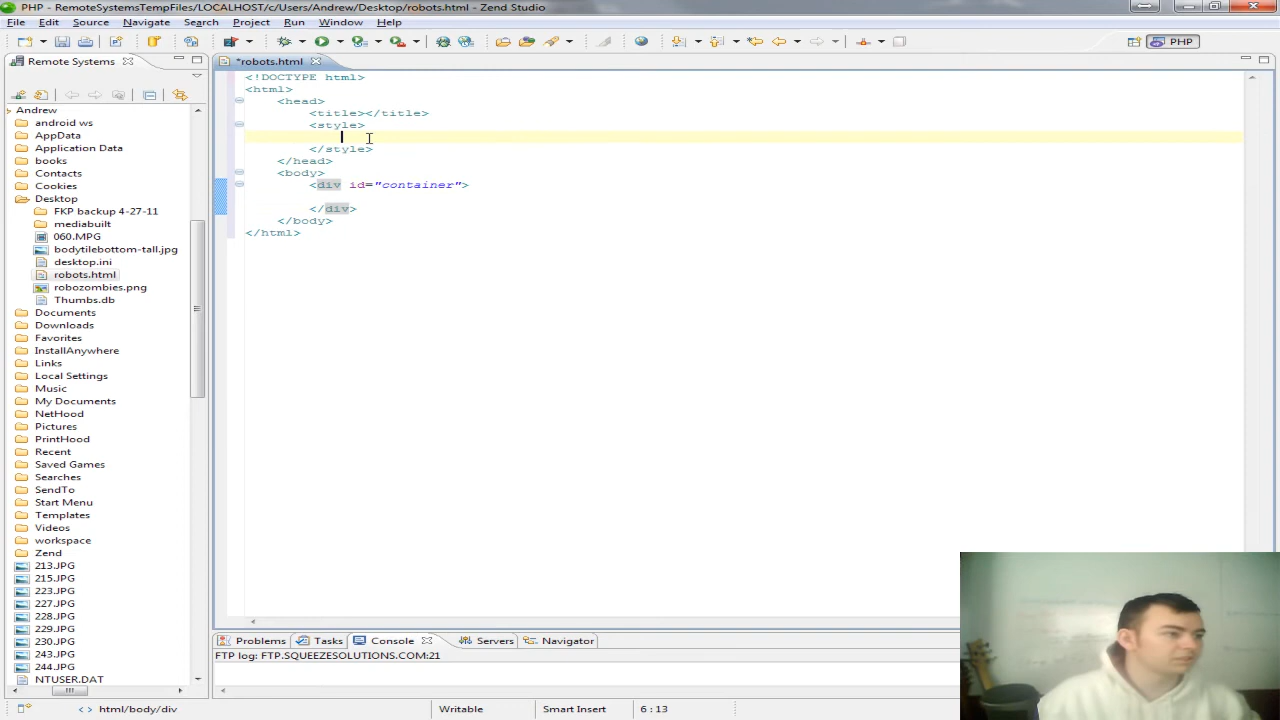 PHP - RemoteSystemsTempFiles/LOCALHOST/c/Users/Andrew/Desktop/robots.html - Zend Studio
File Edit Source Navigate Search Project Run Window Help
PHP
Remote Systems
*robots.html
Andrew
android ws
AppData
Application Data
books
Contacts
Cookies
Desktop
FKP backup 4-27-11
mediabuilt
060.MPG
bodytilebottom-tall.jpg
desktop.ini
robots.html
robozombies.png
Thumbs.db
Documents
Downloads
Favorites
InstallAnywhere
Links
Local Settings
Music
My Documents
NetHood
Pictures
PrintHood
Recent
Saved Games
Searches
SendTo
Start Menu
Templates
Videos
workspace
Zend
213.JPG
215.JPG
223.JPG
227.JPG
228.JPG
229.JPG
230.JPG
243.JPG
244.JPG
NTUSER.DAT
<!DOCTYPE html>
<html>
<head>
<title></title>
<style>
</style>
</head>
<body>
<div id="container">
</div>
</body>
</html>
Problems Tasks Console Servers Navigator
FTP log: FTP.SQUEEZESOLUTIONS.COM:21
html/body/div Writable Smart Insert 6 : 13